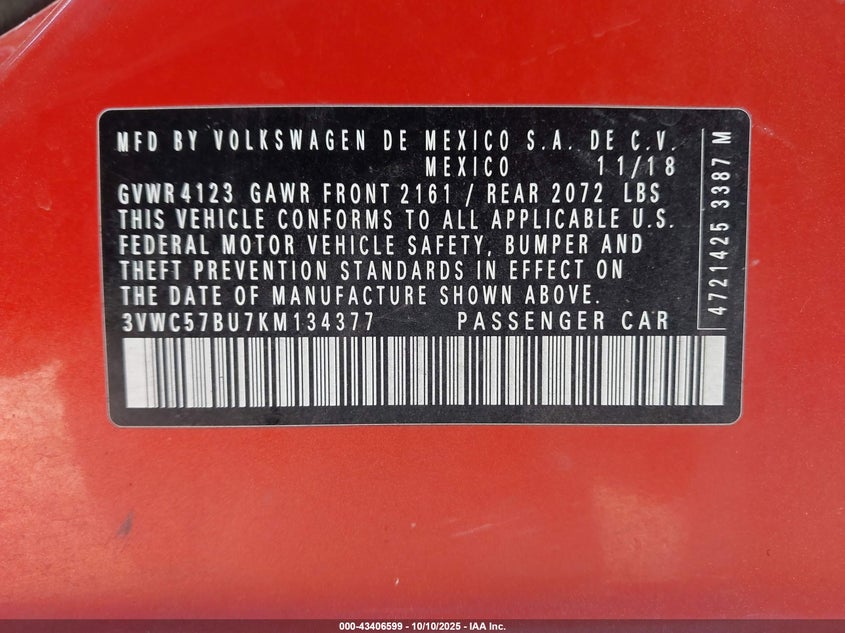 MFD BY VOLKSWAGEN DE MEXICO S.A. DE C.V.
MEXICO 11/18
GVWR 4123 GAWR FRONT 2161 / REAR 2072 LBS
THIS VEHICLE CONFORMS TO ALL APPLICABLE U.S.
FEDERAL MOTOR VEHICLE SAFETY, BUMPER AND
THEFT PREVENTION STANDARDS IN EFFECT ON
THE DATE OF MANUFACTURE SHOWN ABOVE.
3VWC57BU7KM134377 PASSENGER CAR
4721425 3387 M
000-43406599 - 10/10/2025 - IAA Inc.